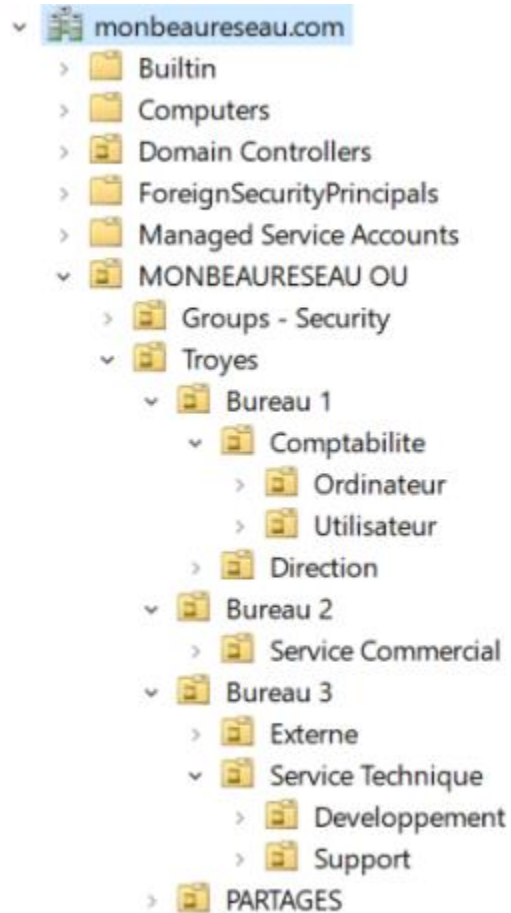 monbeaureseau.com
Builtin
Computers
Domain Controllers
ForeignSecurityPrincipals
Managed Service Accounts
MONBEAURESEAU OU
Groups - Security
Troyes
Bureau 1
Comptabilite
Ordinateur
Utilisateur
Direction
Bureau 2
Service Commercial
Bureau 3
Externe
Service Technique
Developpement
Support
PARTAGES